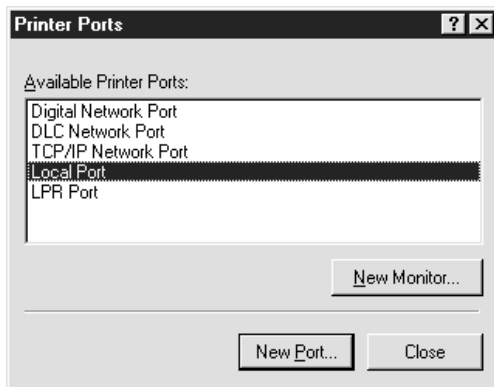 Printer Ports
Available Printer Ports:
Digital Network Port
DLC Network Port
TCP/IP Network Port
Local Port
LPR Port
New Monitor...
New Port...
Close